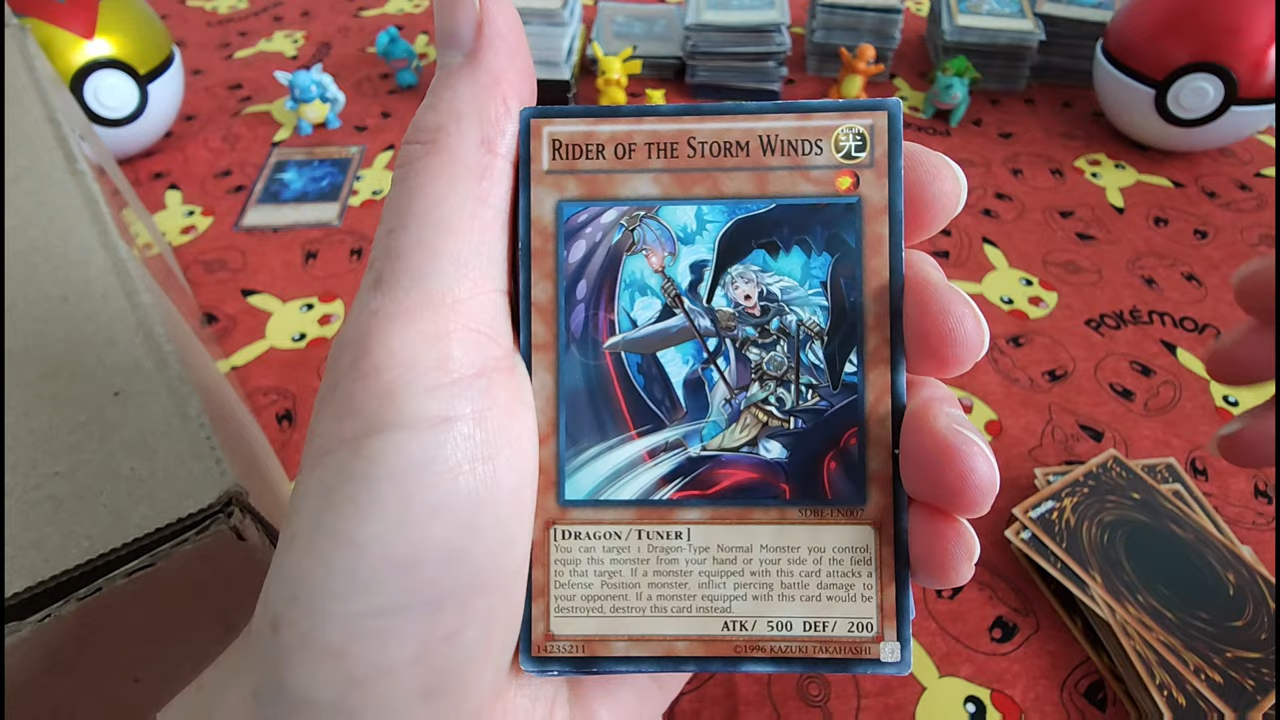 RIDER OF THE STORM WINDS
LIGHT
光
SDBE-EN007
[DRAGON/TUNER]
You can target 1 Dragon-Type Normal Monster you control;
equip this monster from your hand or your side of the field
to that target. If a monster equipped with this card attacks a
Defense Position monster, inflict piercing battle damage to
your opponent. If a monster equipped with this card would be
destroyed, destroy this card instead.
ATK/ 500 DEF/ 200
14235211
©1996 KAZUKI TAKAHASHI
POKÉMON